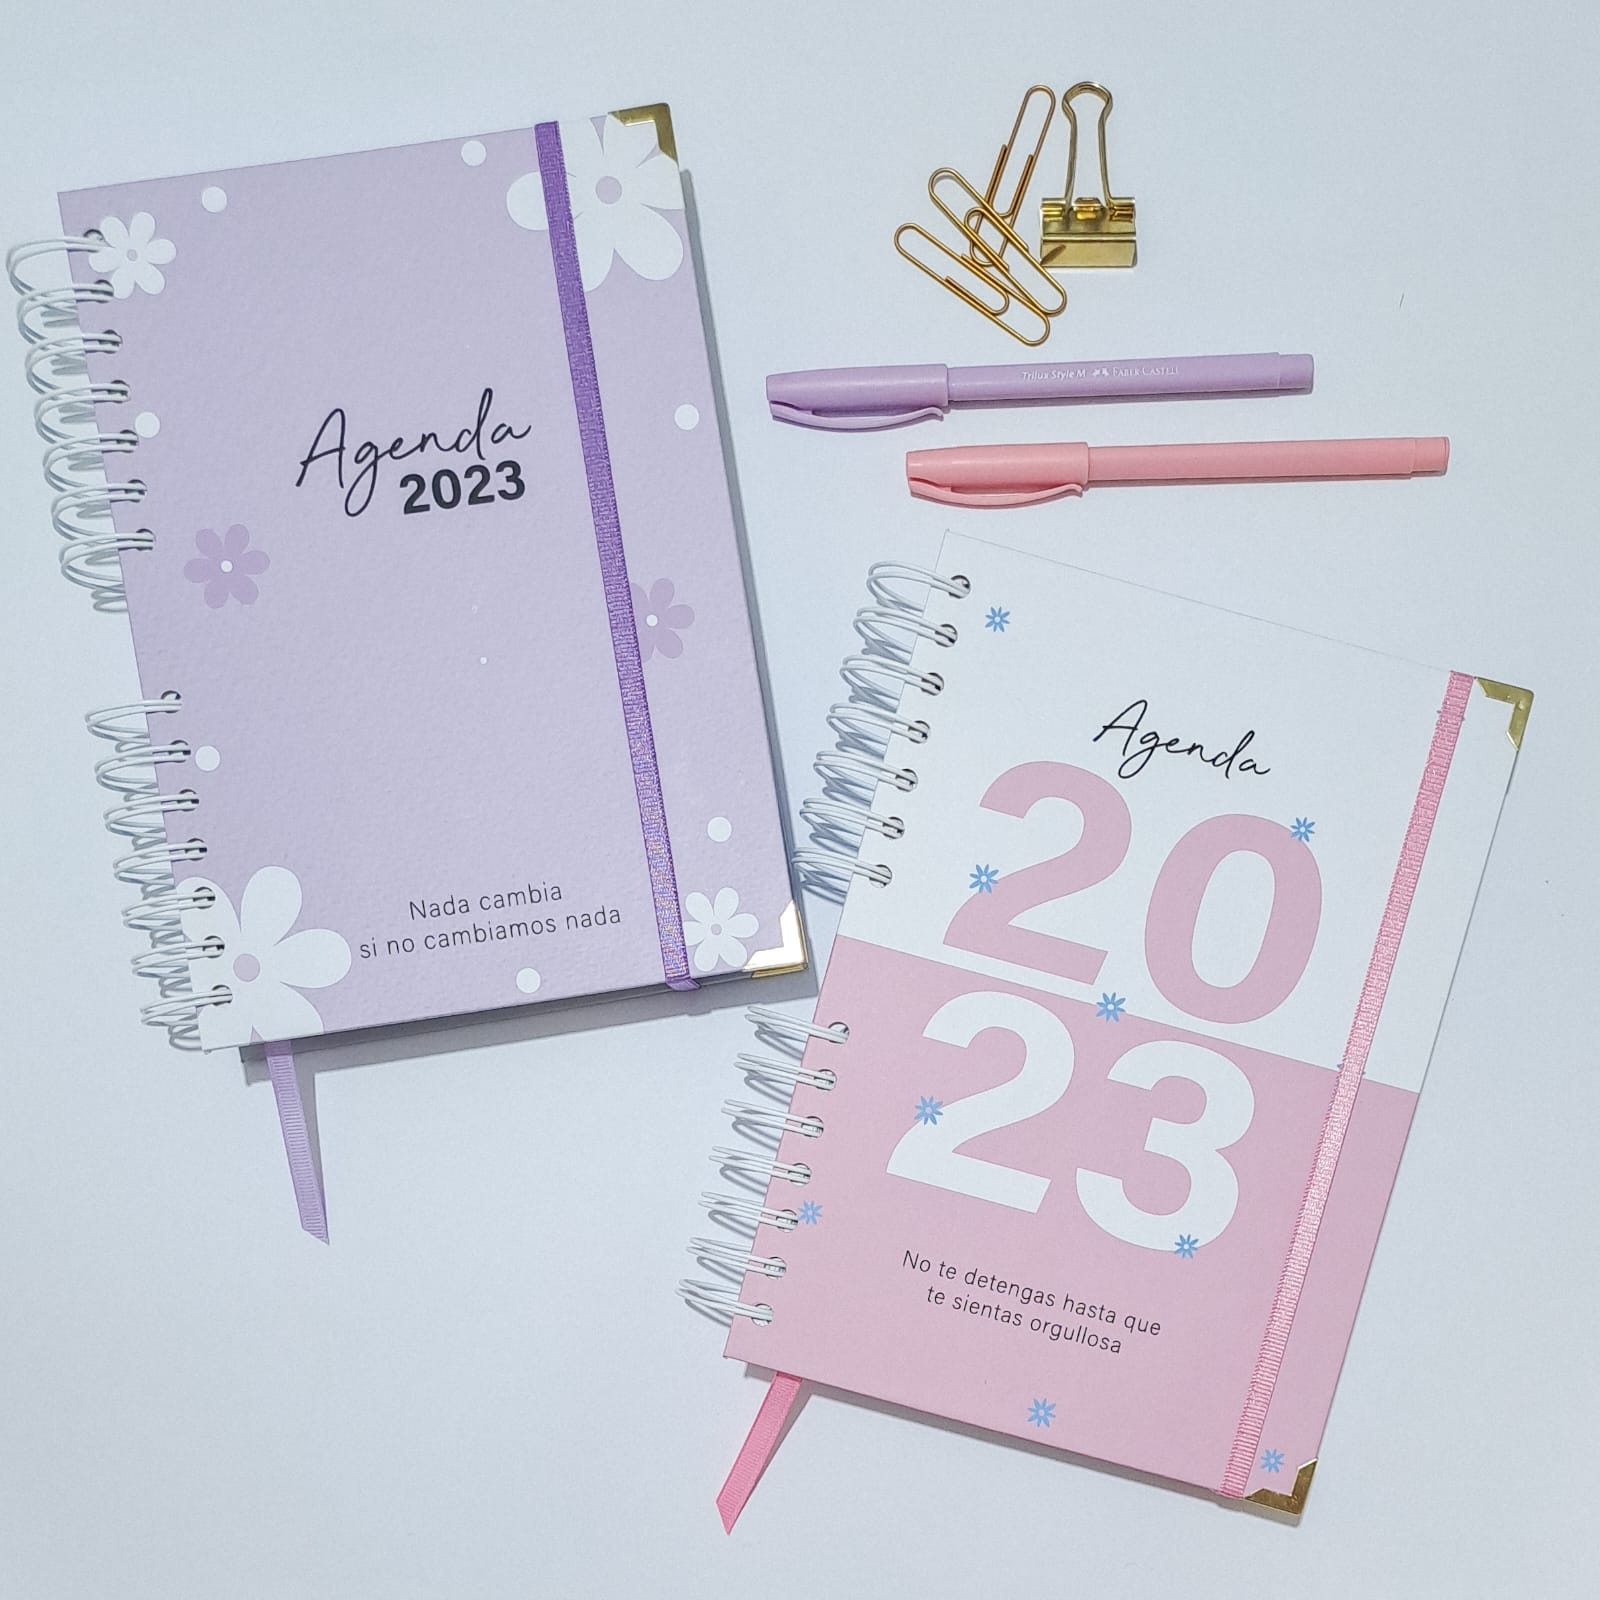 Agenda
2023
Nada cambia
si no cambiamos nada
Trilux Style M FABER-CASTELL
Agenda
20
23
No te detengas hasta que
te sientas orgullosa